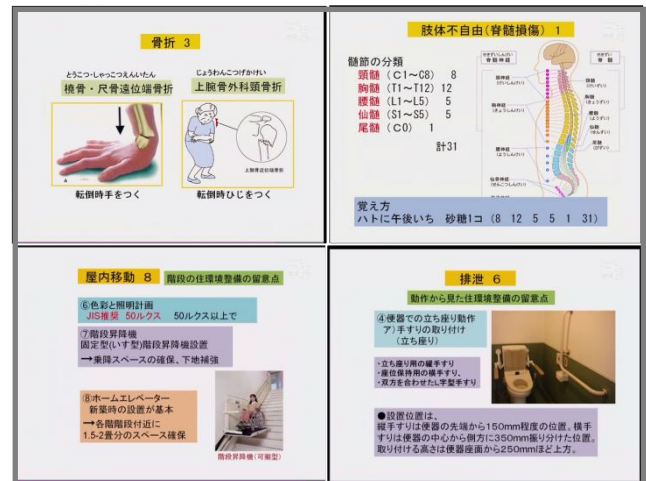 骨折 3
とうこつ・しゃっこつえんいたん
橈骨・尺骨遠位端骨折
じょうわんこつげかけい
上腕骨外科頸骨折
転倒時手をつく
転倒時ひじをつく
肢体不自由(脊髄損傷) 1
髄節の分類
頸髄(C1～C8) 8
胸髄(T1～T12) 12
腰髄(L1～L5) 5
仙髄(S1～S5) 5
尾髄(C0) 1
計31
覚え方
ハトに午後いち 砂糖1コ (8 12 5 5 1 31)
屋内移動 8
階段の住環境整備の留意点
⑥色彩と照明計画
JIS推奨 50ルクス 50ルクス以上で
⑦階段昇降機
固定型(いす型)階段昇降機設置
→乗降スペースの確保、下地補強
⑧ホームエレベーター
新築時の設置が基本
→各階階段付近に
1.5-2畳分のスペース確保
階段昇降機(可搬型)
排泄 6
動作から見た住環境整備の留意点
④便器での立ち座り動作
ア)手すりの取り付け
(立ち座り)
・立ち座り用の縦手すり
・座位保持用の横手すり、
・双方を合わせたL字型手すり
●設置位置は、
縦手すりは便器の先端から150mm程度の位置。横手
すりは便器の中心から側方に350mm振り分けた位置。
取り付ける高さは便器座面から250mmほど上方。